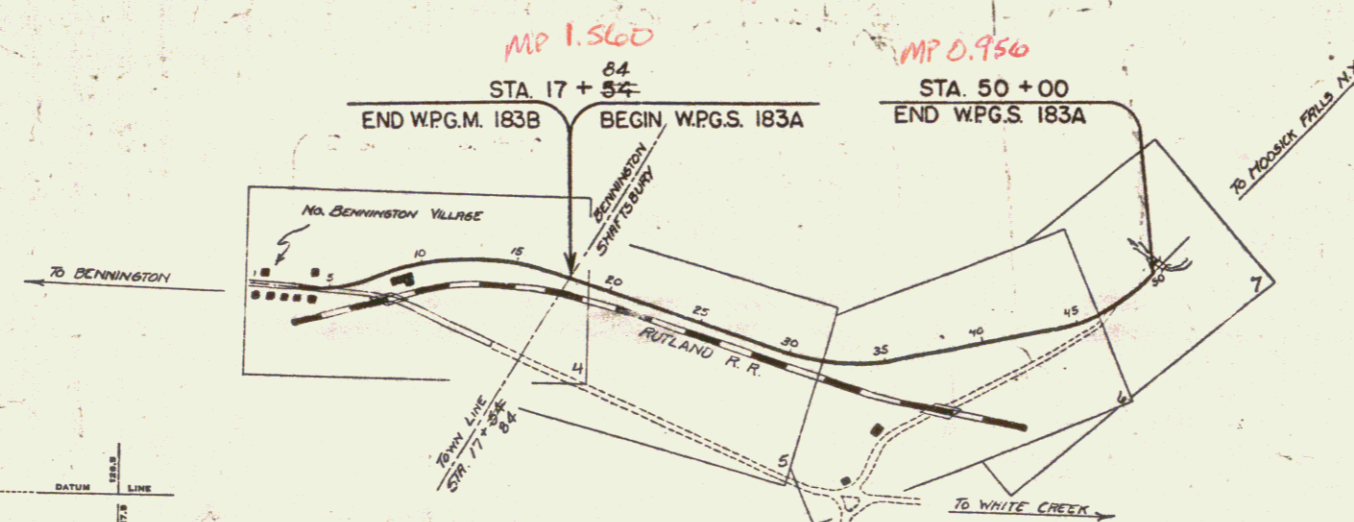 MP 1.560
MP 0.956
84
STA. 17 + 54
STA. 50 + 00
END W.P.G.M. 183B
BEGIN W.P.G.S. 183A
END W.P.G.S. 183A
TO HOOSICK FALLS N.Y.
BENNINGTON
SHAFTSBURY
No. BENNINGTON VILLAGE
TO BENNINGTON
1
5
10
15
20
25
30
35
40
45
50
RUTLAND R. R.
4
5
6
7
TOWN LINE
STA. 17 + 54
84
TO WHITE CREEK
DATUM LINE